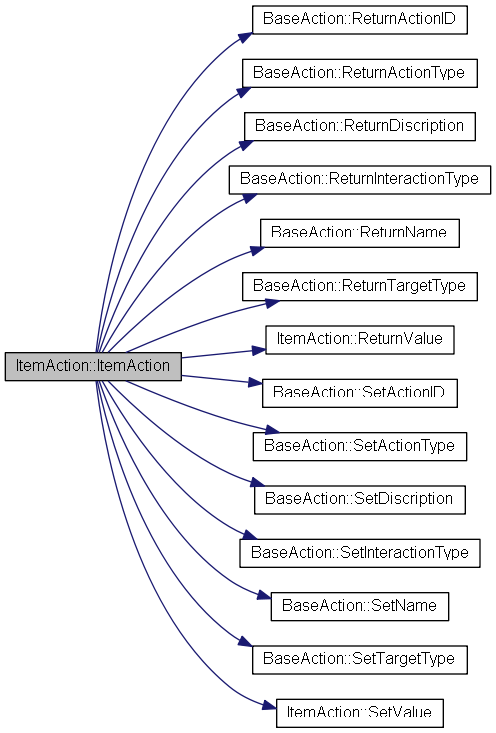 BaseAction::ReturnActionID
BaseAction::ReturnActionType
BaseAction::ReturnDiscription
BaseAction::ReturnInteractionType
BaseAction::ReturnName
BaseAction::ReturnTargetType
ItemAction::ReturnValue
ItemAction::ItemAction
BaseAction::SetActionID
BaseAction::SetActionType
BaseAction::SetDiscription
BaseAction::SetInteractionType
BaseAction::SetName
BaseAction::SetTargetType
ItemAction::SetValue